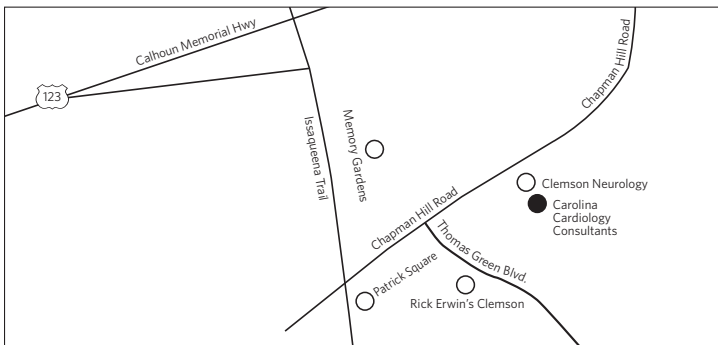 Calhoun Memorial Hwy
123
Chapman Hill Road
Issaqueena Trail
Memory Gardens
Clemson Neurology
Carolina
Cardiology
Consultants
Chapman Hill Road
Thomas Green Blvd.
Patrick Square
Rick Erwin's Clemson